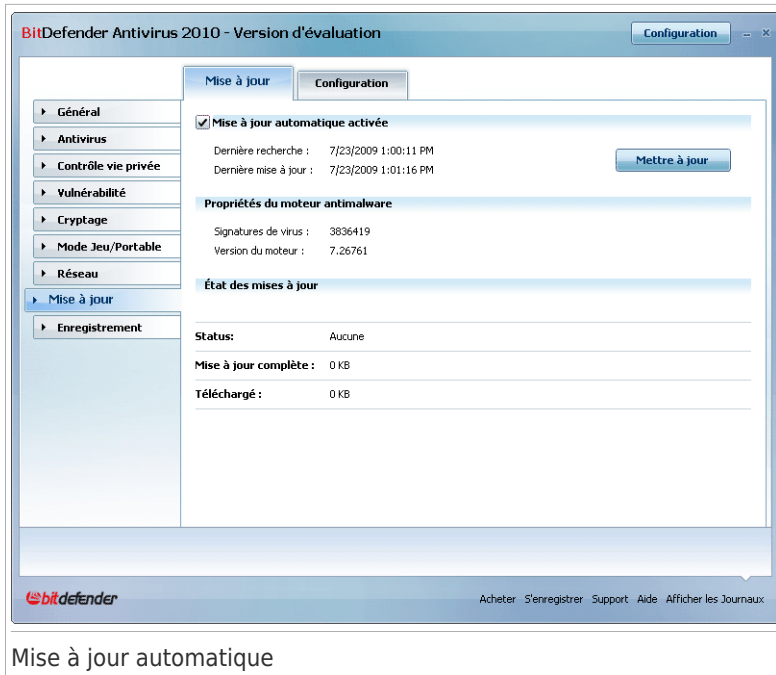 BitDefender Antivirus 2010 - Version d'évaluation
Configuration
Mise à jour
Configuration
Général
Antivirus
Contrôle vie privée
Vulnérabilité
Cryptage
Mode Jeu/Portable
Réseau
Mise à jour
Enregistrement
Mise à jour automatique activée
Dernière recherche : 7/23/2009 1:00:11 PM
Dernière mise à jour : 7/23/2009 1:01:16 PM
Mettre à jour
Propriétés du moteur antimalware
Signatures de virus : 3836419
Version du moteur : 7.26761
État des mises à jour
Status: Aucune
Mise à jour complète : 0 KB
Téléchargé : 0 KB
bitdefender
Acheter S'enregistrer Support Aide Afficher les Journaux
Mise à jour automatique